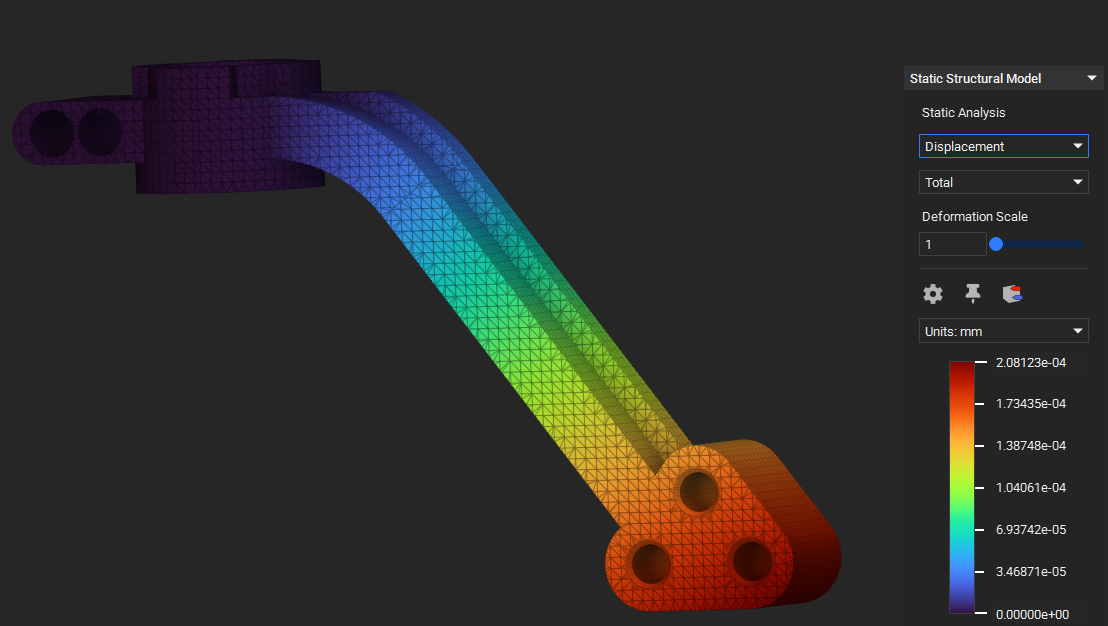 Static Structural Model
Static Analysis
Displacement
Total
Deformation Scale
1
Units: mm
2.08123e-04
1.73435e-04
1.38748e-04
1.04061e-04
6.93742e-05
3.46871e-05
0.00000e+00